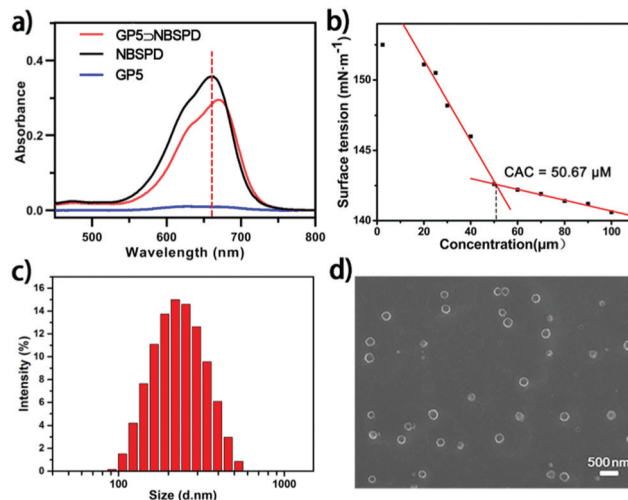 a)
GP5⊃NBSPD
NBSPD
GP5
Absorbance
0.4
0.2
0.0
500
600
700
800
Wavelength (nm)
b)
Surface tension (mN·m⁻¹)
150
145
140
CAC = 50.67 μM
0
20
40
60
80
100
Concentration(μm)
c)
Intensity (%)
16
14
12
10
8
6
4
2
0
100
1000
Size (d.nm)
d)
500 nm